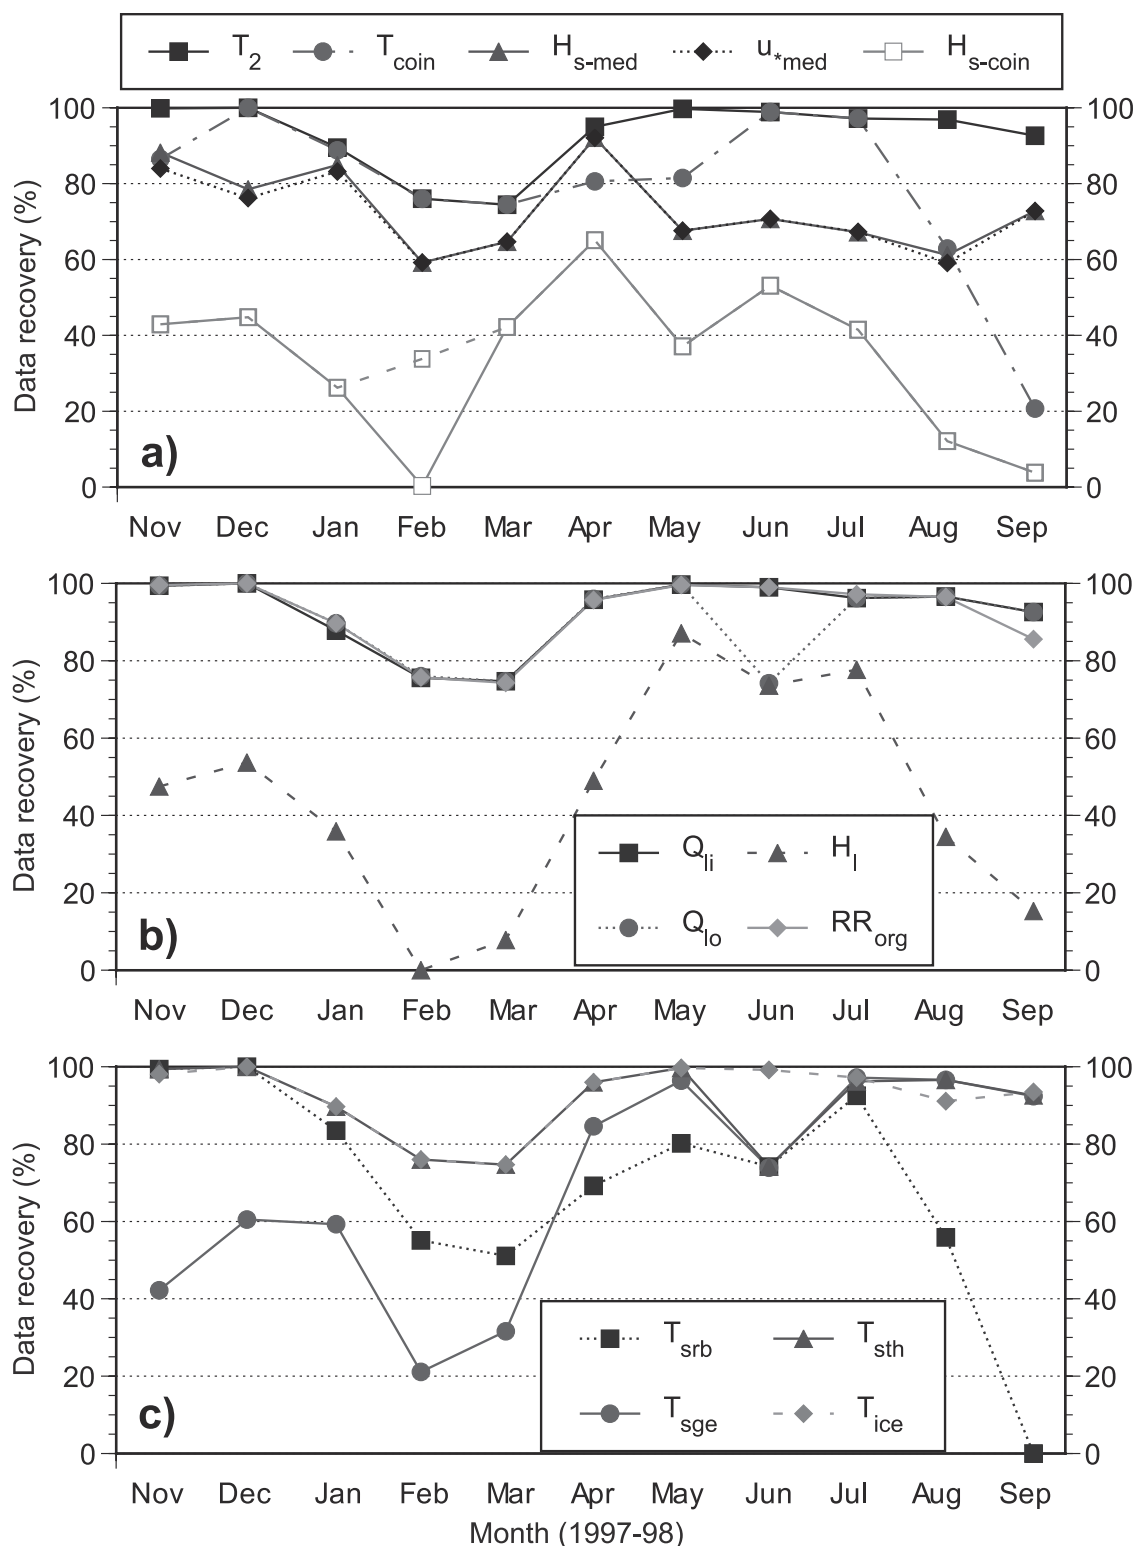 T2 Tcoin Hs-med u*med Hs-coin
100 100
80 80
60 60
40 40
20 20
0 0
Data recovery (%)
a)
Nov Dec Jan Feb Mar Apr May Jun Jul Aug Sep
100 100
80 80
60 60
40 40
20 20
0 0
Data recovery (%)
Qli Hl
Qlo RRorg
b)
Nov Dec Jan Feb Mar Apr May Jun Jul Aug Sep
100 100
80 80
60 60
40 40
20 20
0 0
Data recovery (%)
Tsrb Tsth
Tsge Tice
c)
Nov Dec Jan Feb Mar Apr May Jun Jul Aug Sep
Month (1997-98)